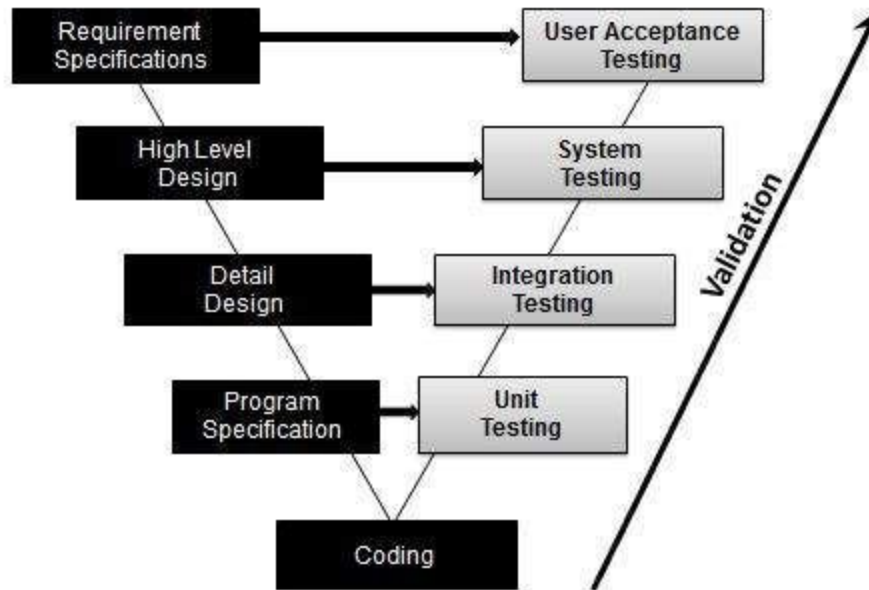 Requirement
Specifications
User Acceptance
Testing
High Level
Design
System
Testing
Detail
Design
Integration
Testing
Program
Specification
Unit
Testing
Coding
Validation